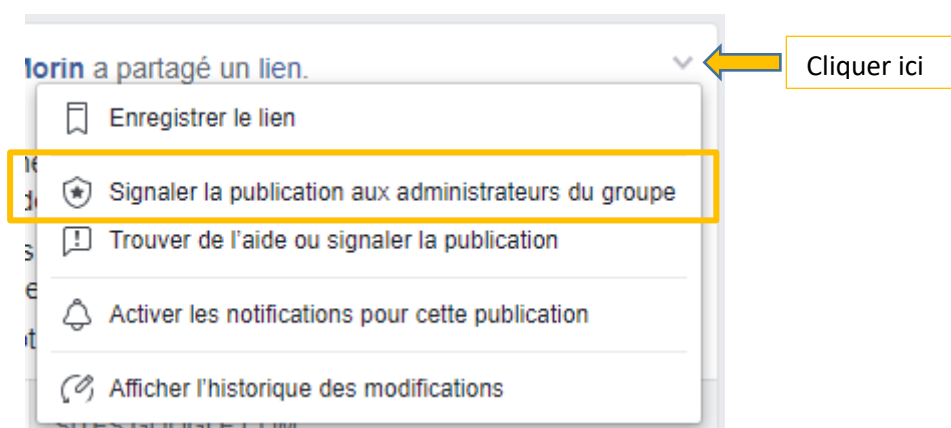 lorin a partagé un lien.
Cliquer ici
Enregistrer le lien
Signaler la publication aux administrateurs du groupe
Trouver de l'aide ou signaler la publication
Activer les notifications pour cette publication
Afficher l'historique des modifications